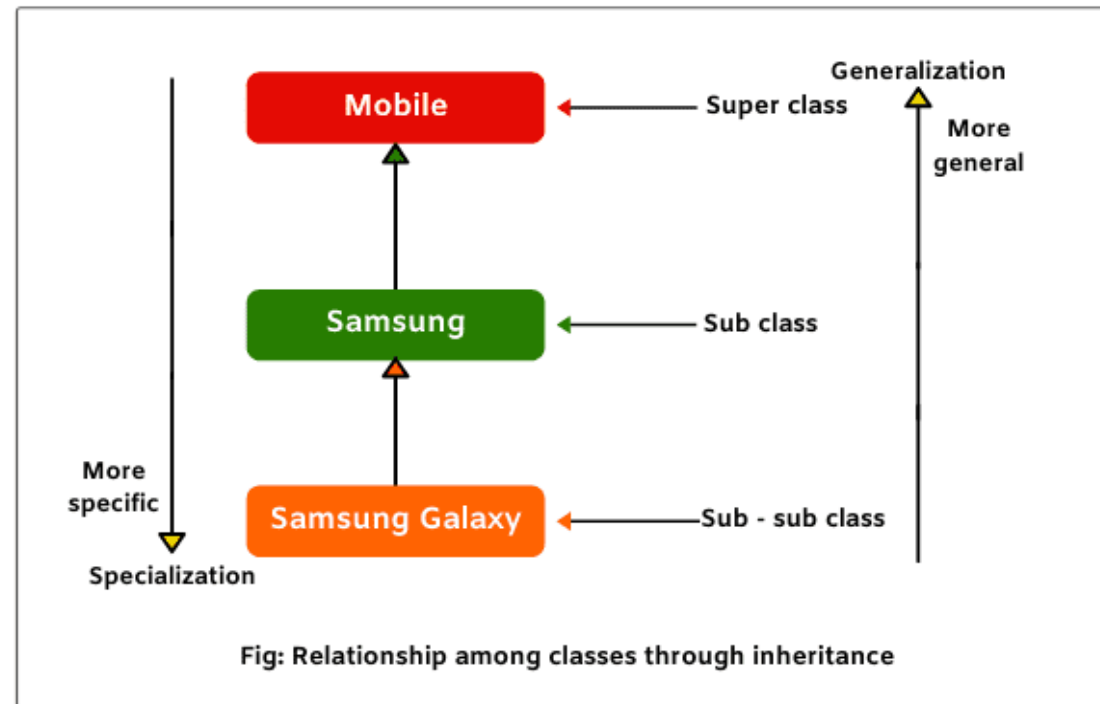 Generalization
Mobile
Super class
More
general
Samsung
Sub class
More
specific
Samsung Galaxy
Sub - sub class
Specialization
Fig: Relationship among classes through inheritance